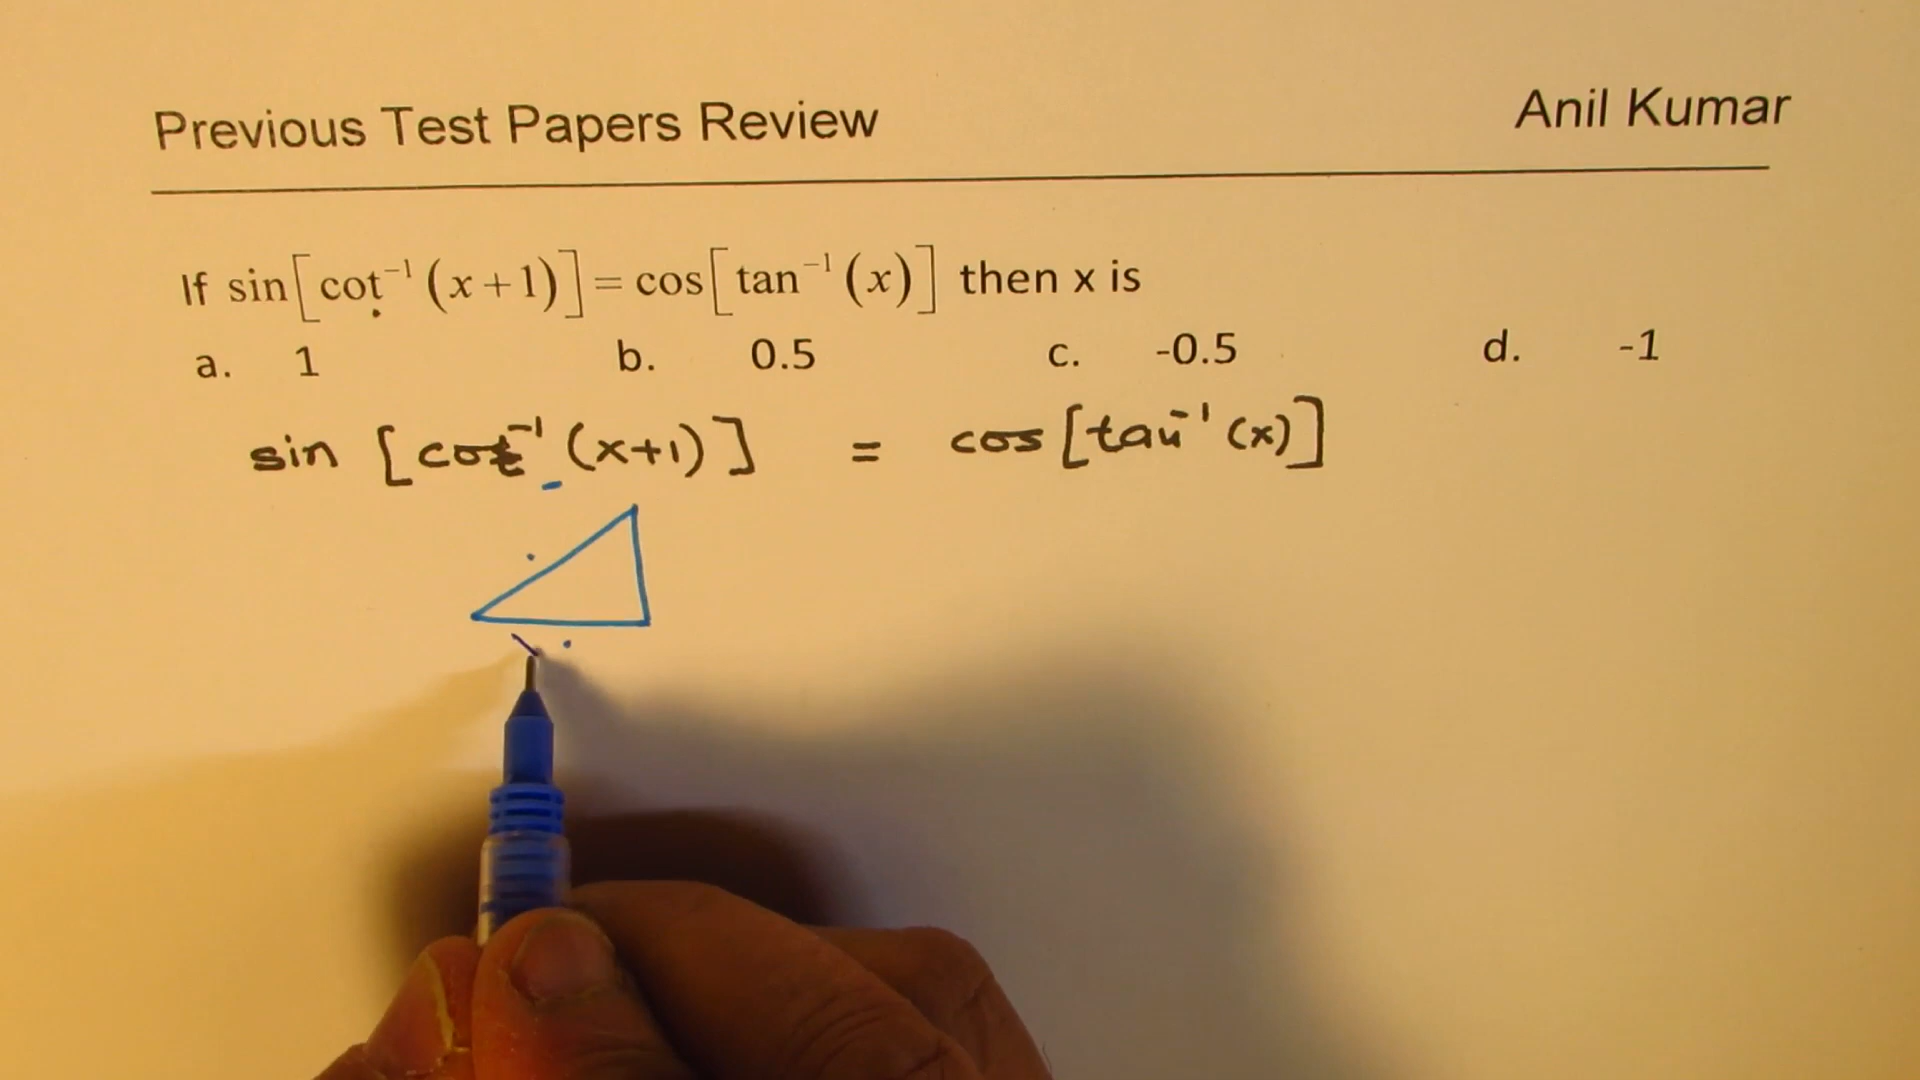 Previous Test Papers Review Anil Kumar
If sin[cot⁻¹(x+1)] = cos[tan⁻¹(x)] then x is
a. 1 b. 0.5 c. -0.5 d. -1
sin [cot⁻¹(x+1)] = cos[tan⁻¹(x)]